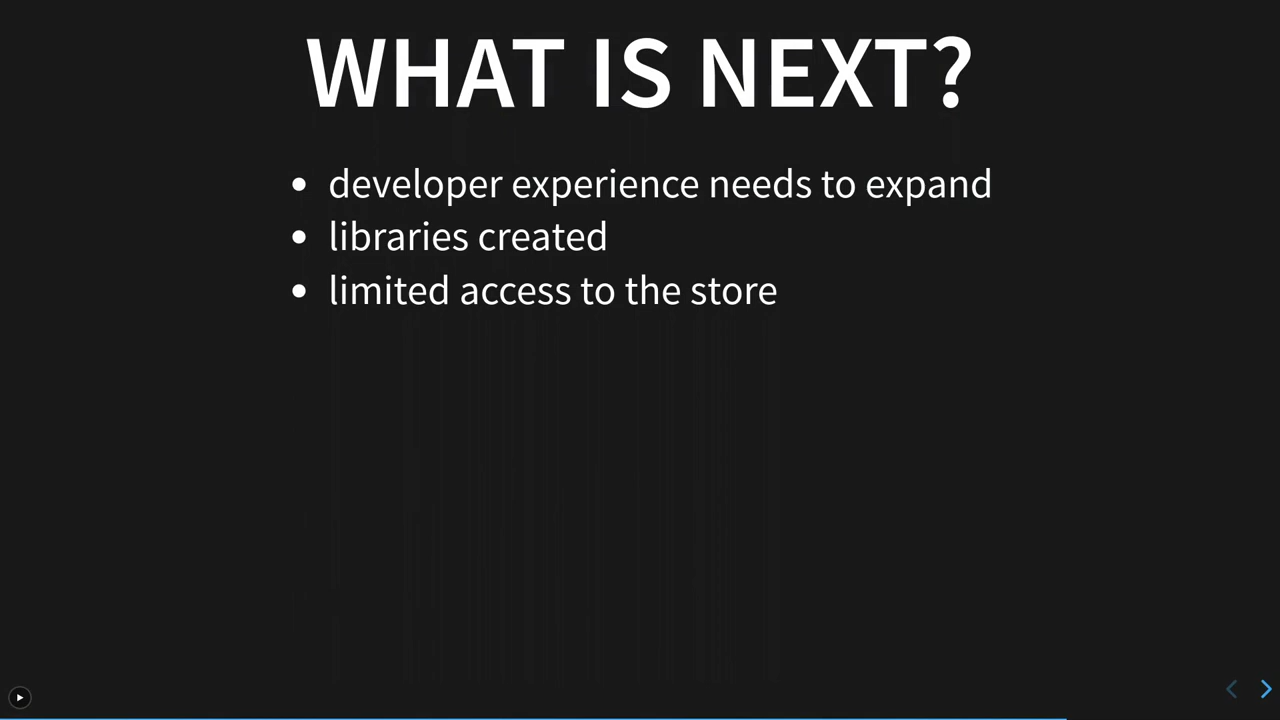 WHAT IS NEXT?
developer experience needs to expand
libraries created
limited access to the store